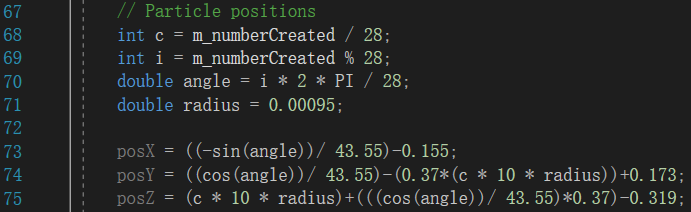 67 // Particle positions
68 int c = m_numberCreated / 28;
69 int i = m_numberCreated % 28;
70 double angle = i * 2 * PI / 28;
71 double radius = 0.00095;
72
73 posX = ((-sin(angle))/ 43.55)-0.155;
74 posY = ((cos(angle))/ 43.55)-(0.37*(c * 10 * radius))+0.173;
75 posZ = (c * 10 * radius)+(((cos(angle))/ 43.55)*0.37)-0.319;